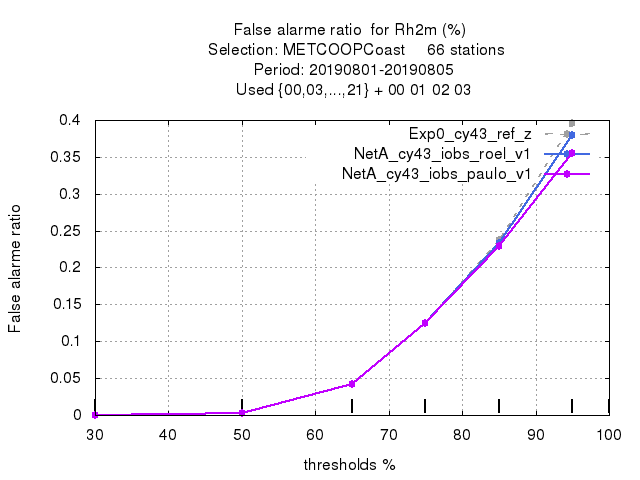 False alarme ratio  for Rh2m (%)
Selection: METCOOPCoast     66 stations
Period: 20190801-20190805
Used {00,03,...,21} + 00 01 02 03
Exp0_cy43_ref_z
NetA_cy43_iobs_roel_v1
NetA_cy43_iobs_paulo_v1
False alarme ratio
0.4
0.35
0.3
0.25
0.2
0.15
0.1
0.05
0
30 40 50 60 70 80 90 100
thresholds %